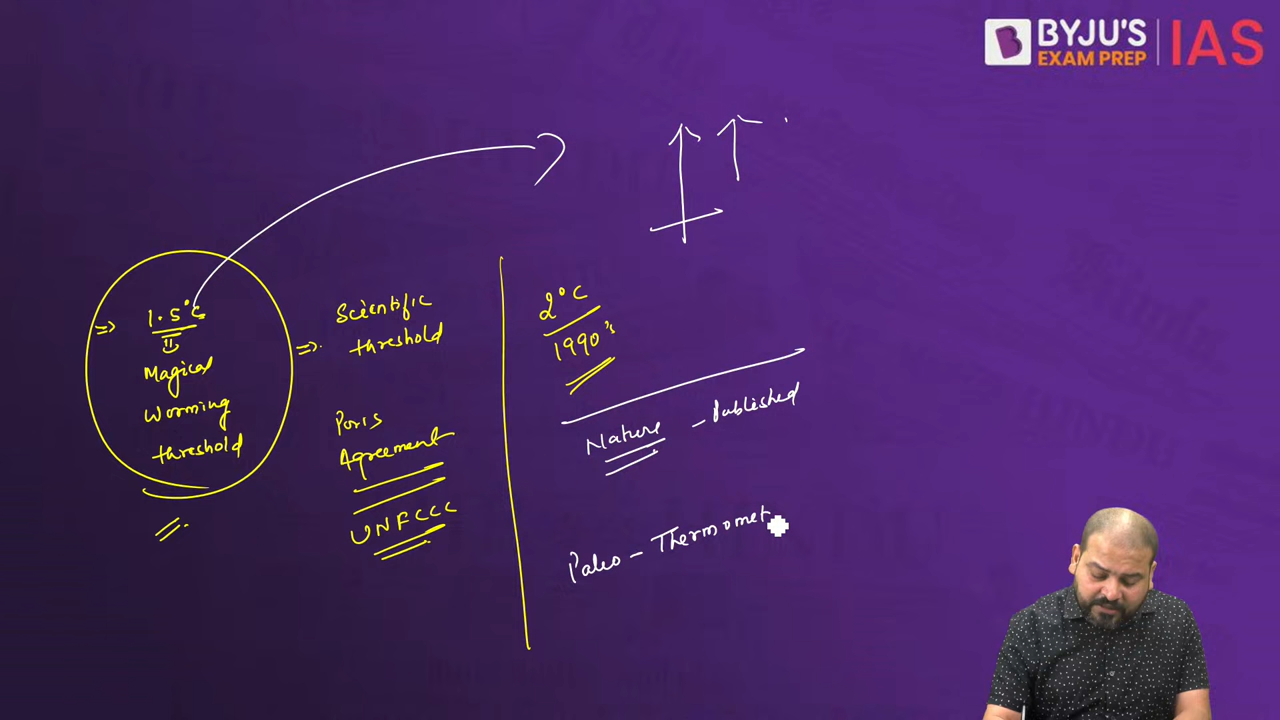 BYJU'S
EXAM PREP
IAS
=> 1.5°C
Magical
Worming
threshold
=> Scientific
threshold
Paris
Agreement
UNFCCC
2°C
1990's
Nature - Published
Paleo - Thermomet